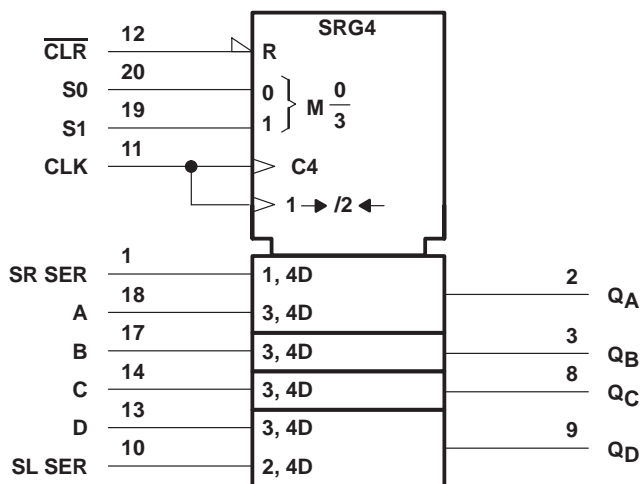 SRG4
CLR 12 R
S0 20 0
M 0/3
S1 19 1
CLK 11 C4
1 → /2 ←
SR SER 1 1, 4D
2 QA
A 18 3, 4D
B 17 3, 4D 3 QB
C 14 3, 4D 8 QC
D 13 3, 4D
9 QD
SL SER 10 2, 4D